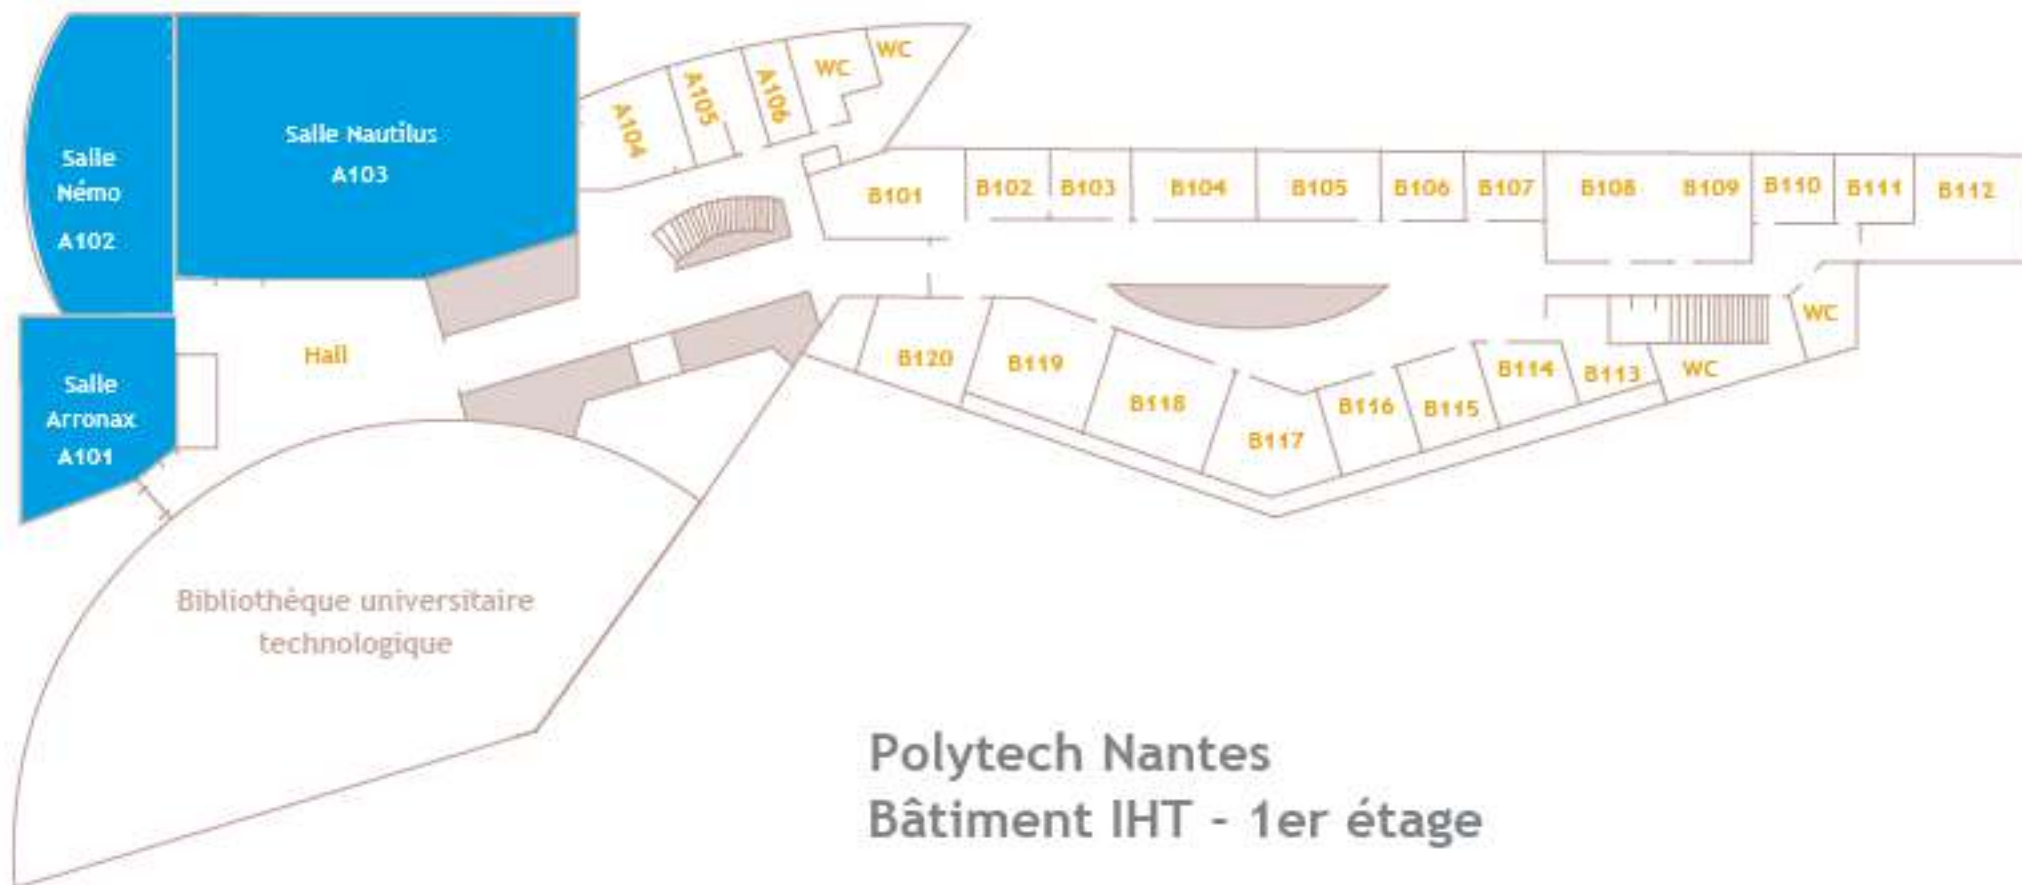 Salle
Némo
A102
Salle Nautilus
A103
Salle
Arronax
A101
Hall
A104
A105
A106
WC
WC
B101
B102
B103
B104
B105
B106
B107
B108
B109
B110
B111
B112
B120
B119
B118
B117
B116
B115
B114
B113
WC
WC
Bibliothèque universitaire
technologique
Polytech Nantes
Bâtiment IHT - 1er étage